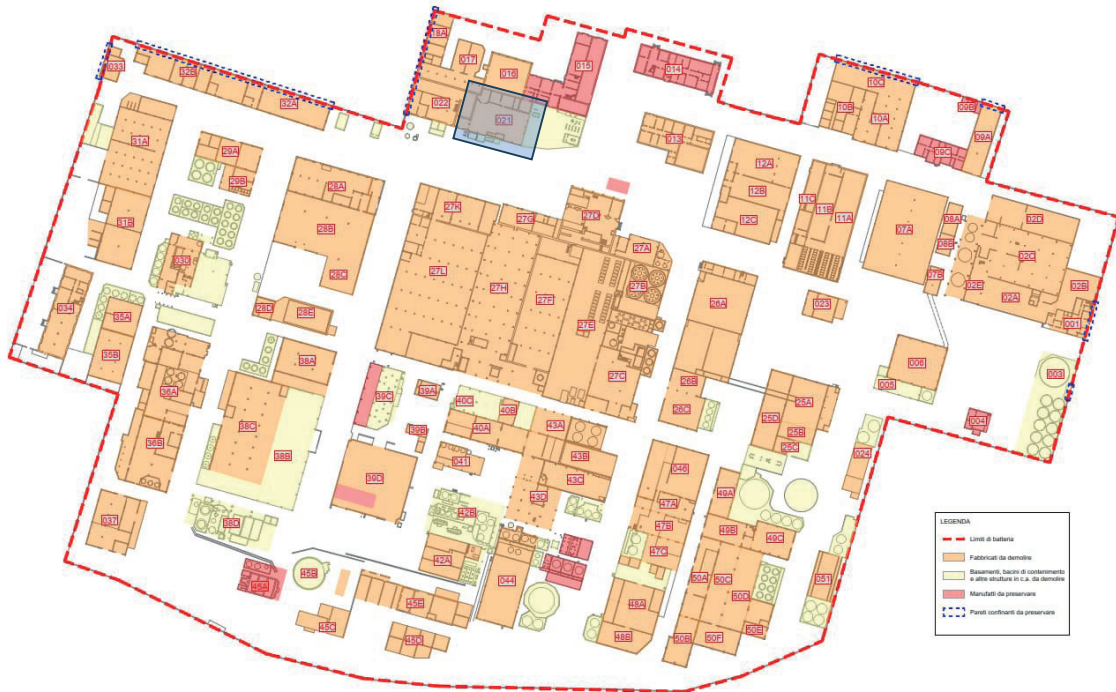 18A
017
016
015
014
033
32B
32A
022
021
013
10C
10B
10A
09B
09A
09C
31A
29A
29B
28A
28B
28C
27K
27G
27D
27A
27B
12A
12B
12C
11C
11B
11A
07A
08A
08B
07B
02D
02C
02B
02E
02A
001
31B
030
27L
27H
27F
27E
27C
26A
023
034
35A
35B
28D
28E
38A
006
005
003
004
36A
36B
38C
38B
39C
39A
39B
40C
40B
40A
43A
43B
43C
43D
26B
26C
25A
25D
25B
25C
024
041
39D
046
47A
47B
47C
49A
49B
49C
037
38D
42B
42A
044
45A
45B
45C
45E
45D
48A
48B
50A
50C
50D
50E
50B
50F
051
LEGENDA
Limiti di batteria
Fabbricati da demolire
Basamenti, bacini di contenimento
e altre strutture in c.a. da demolire
Manufatti da preservare
Pareti confinanti da preservare